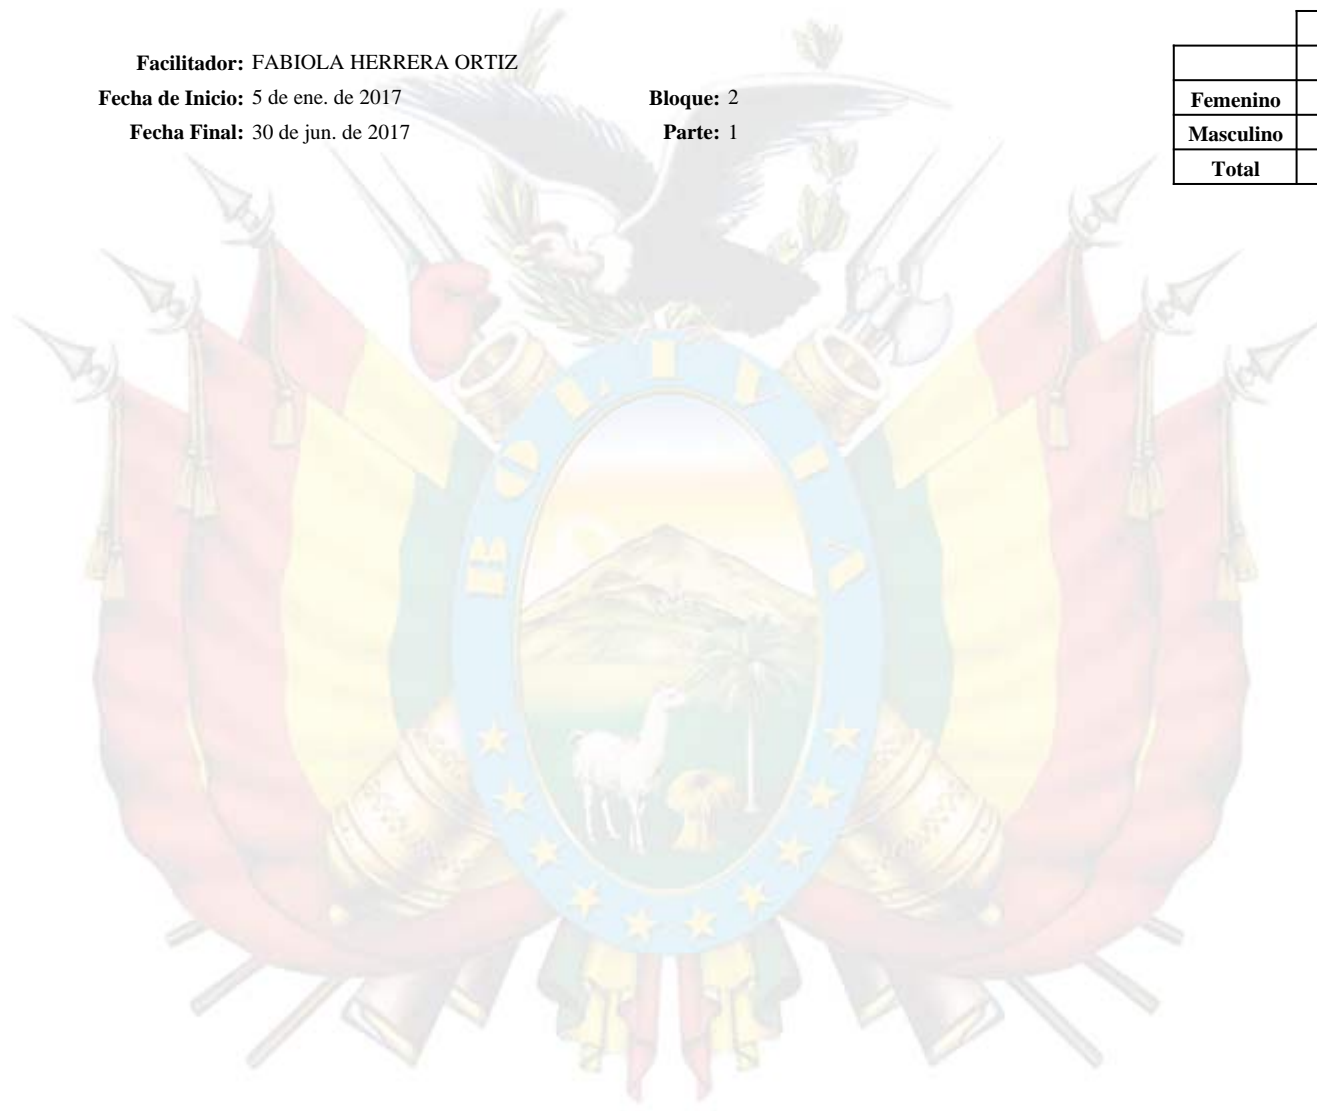 Facilitador: FABIOLA HERRERA ORTIZ
Fecha de Inicio: 5 de ene. de 2017 Bloque: 2
Fecha Final: 30 de jun. de 2017 Parte: 1
Femenino
Masculino
Total
BOLIVIA